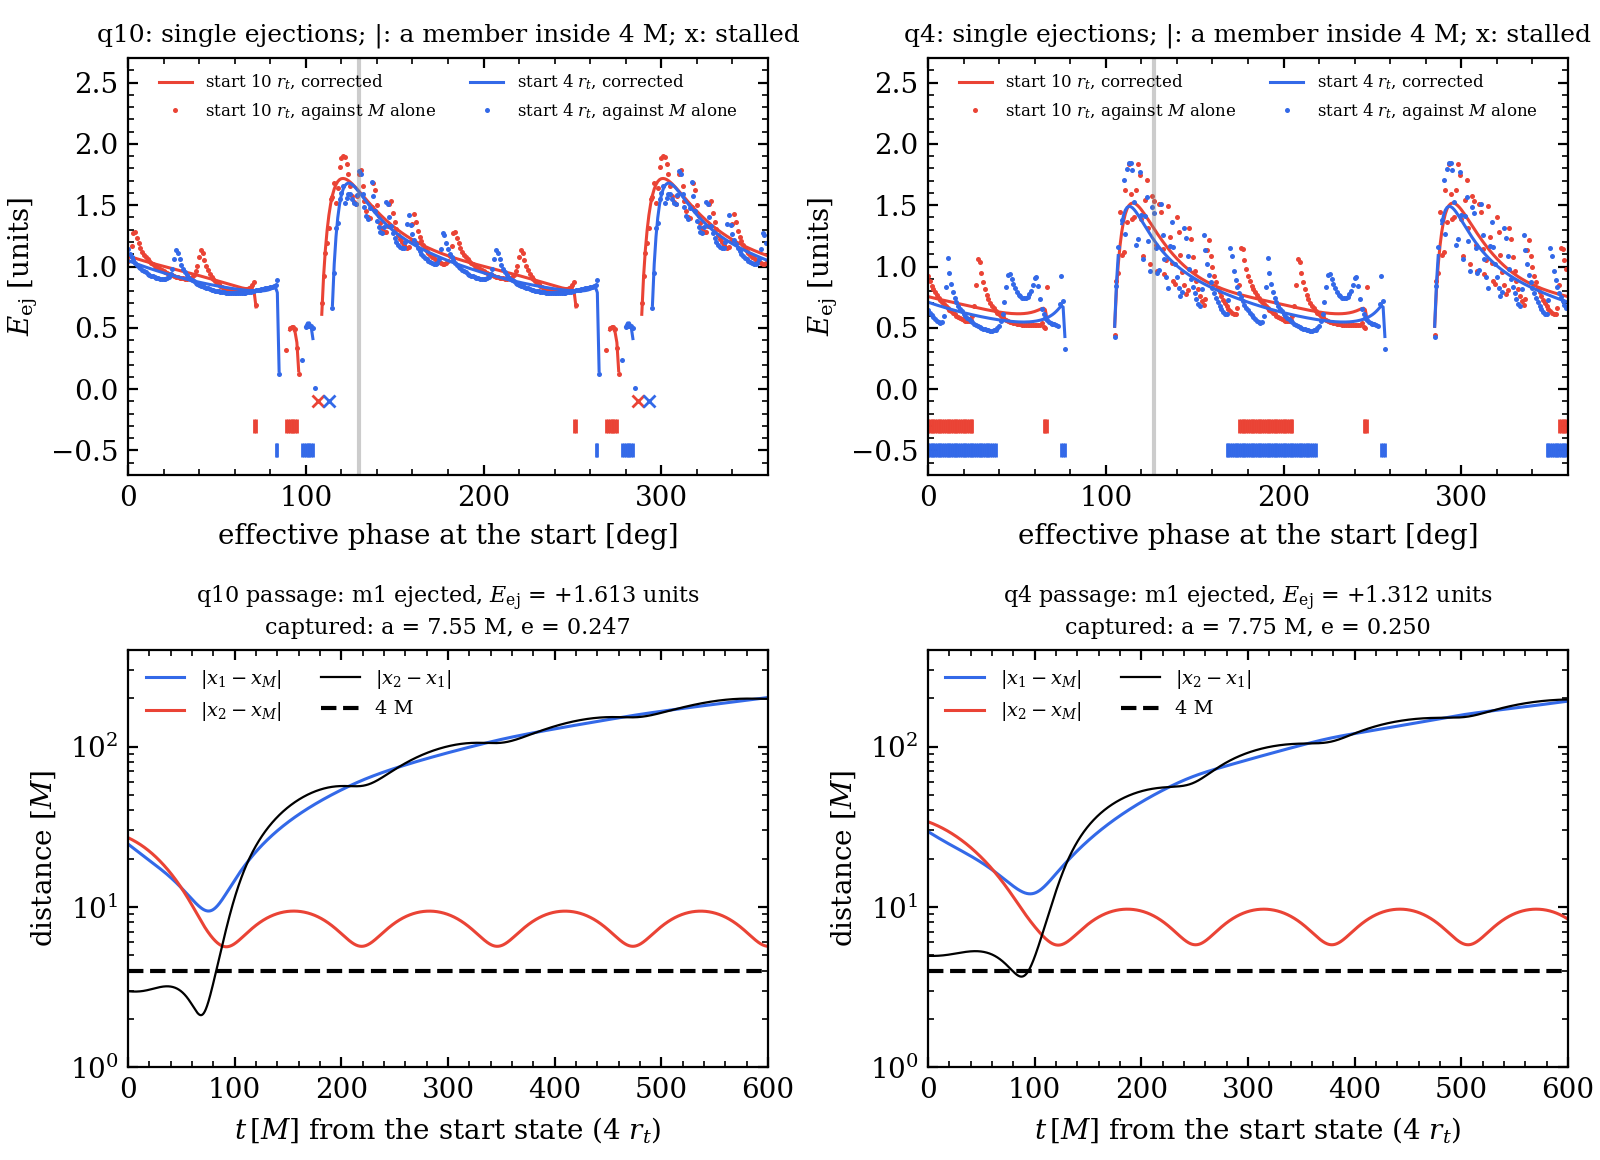 q10: single ejections; |: a member inside 4 M; x: stalled
start 10 r_t, corrected
start 10 r_t, against M alone
start 4 r_t, corrected
start 4 r_t, against M alone
E_ej [units]
2.5
2.0
1.5
1.0
0.5
0.0
−0.5
0 100 200 300
effective phase at the start [deg]
q4: single ejections; |: a member inside 4 M; x: stalled
start 10 r_t, corrected
start 10 r_t, against M alone
start 4 r_t, corrected
start 4 r_t, against M alone
E_ej [units]
2.5
2.0
1.5
1.0
0.5
0.0
−0.5
0 100 200 300
effective phase at the start [deg]
q10 passage: m1 ejected, E_ej = +1.613 units
captured: a = 7.55 M, e = 0.247
|x_1 − x_M|
|x_2 − x_M|
|x_2 − x_1|
4 M
distance [M]
10^2
10^1
10^0
0 100 200 300 400 500 600
t [M] from the start state (4 r_t)
q4 passage: m1 ejected, E_ej = +1.312 units
captured: a = 7.75 M, e = 0.250
|x_1 − x_M|
|x_2 − x_M|
|x_2 − x_1|
4 M
distance [M]
10^2
10^1
10^0
0 100 200 300 400 500 600
t [M] from the start state (4 r_t)